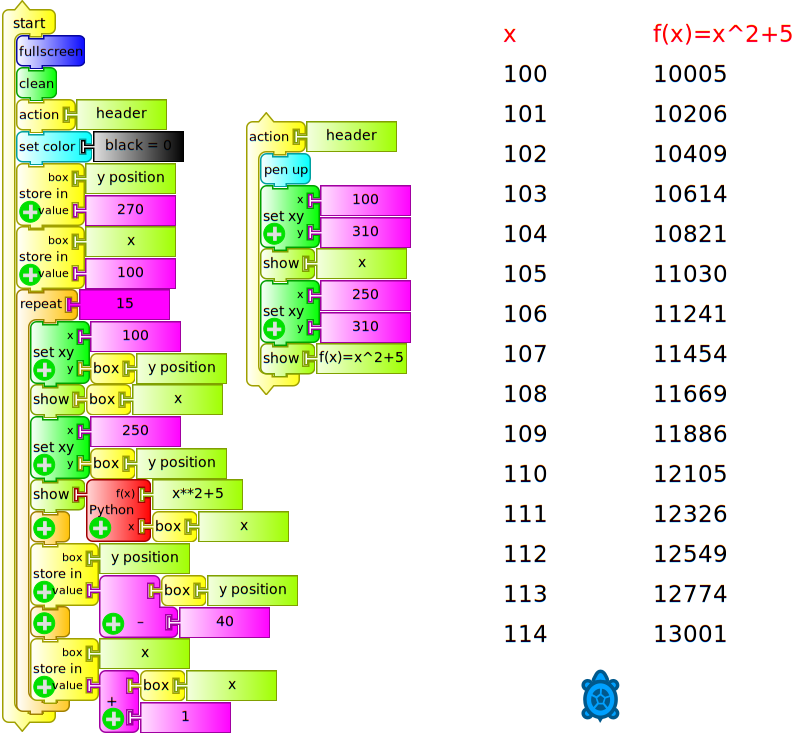 start
fullscreen
clean
action header
set color black = 0
box y position
store in
value 270
box x
store in
value 100
repeat 15
x 100
set xy
y box y position
show box x
x 250
set xy
y box y position
show f(x) x**2+5
Python
x box x
box y position
store in
value box y position
– 40
box x
store in
value box x
+
1
action header
pen up
x 100
set xy
y 310
show x
x 250
set xy
y 310
show f(x)=x^2+5
x f(x)=x^2+5
100 10005
101 10206
102 10409
103 10614
104 10821
105 11030
106 11241
107 11454
108 11669
109 11886
110 12105
111 12326
112 12549
113 12774
114 13001